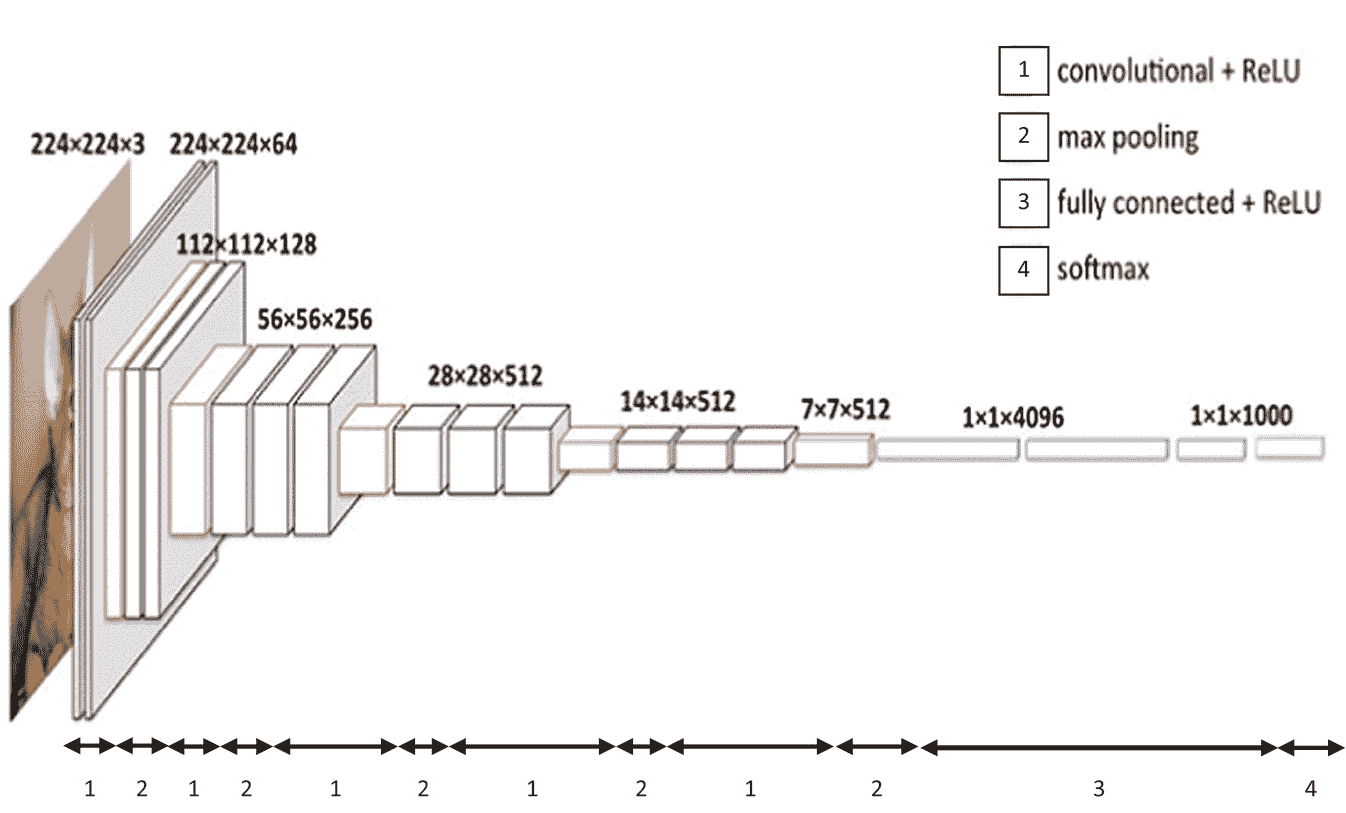 1 convolutional + ReLU
2 max pooling
3 fully connected + ReLU
4 softmax
224×224×3 224×224×64
112×112×128
56×56×256
28×28×512
14×14×512
7×7×512
1×1×4096
1×1×1000
1 2 1 2 1 2 1 2 1 2 3 4